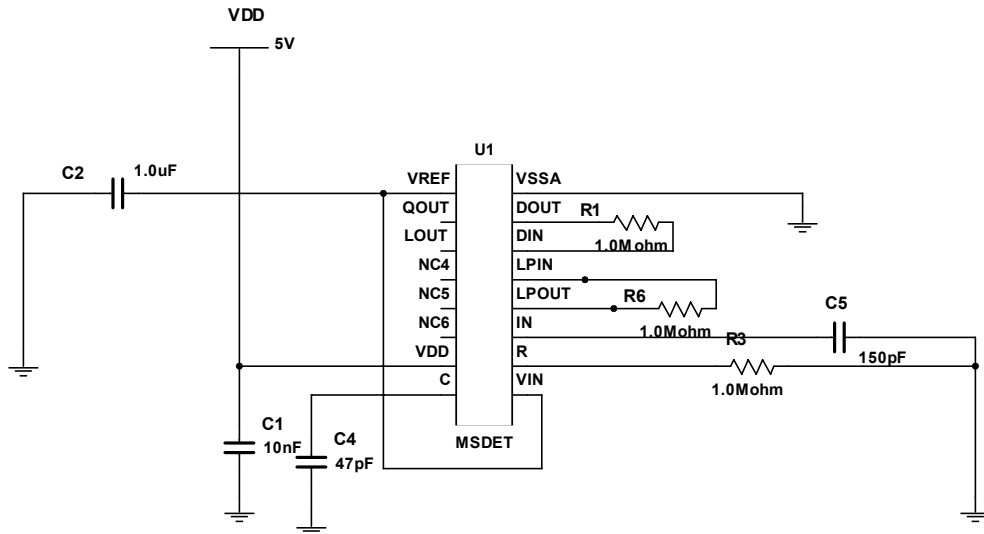 VDD
5V
U1
C2
1.0uF
VREF
VSSA
QOUT
DOUT
R1
LOUT
DIN
1.0Mohm
NC4
LPIN
NC5
LPOUT
R6
C5
NC6
IN
1.0Mohm
R3
VDD
R
150pF
C
VIN
1.0Mohm
C1
10nF
C4
47pF
MSDET